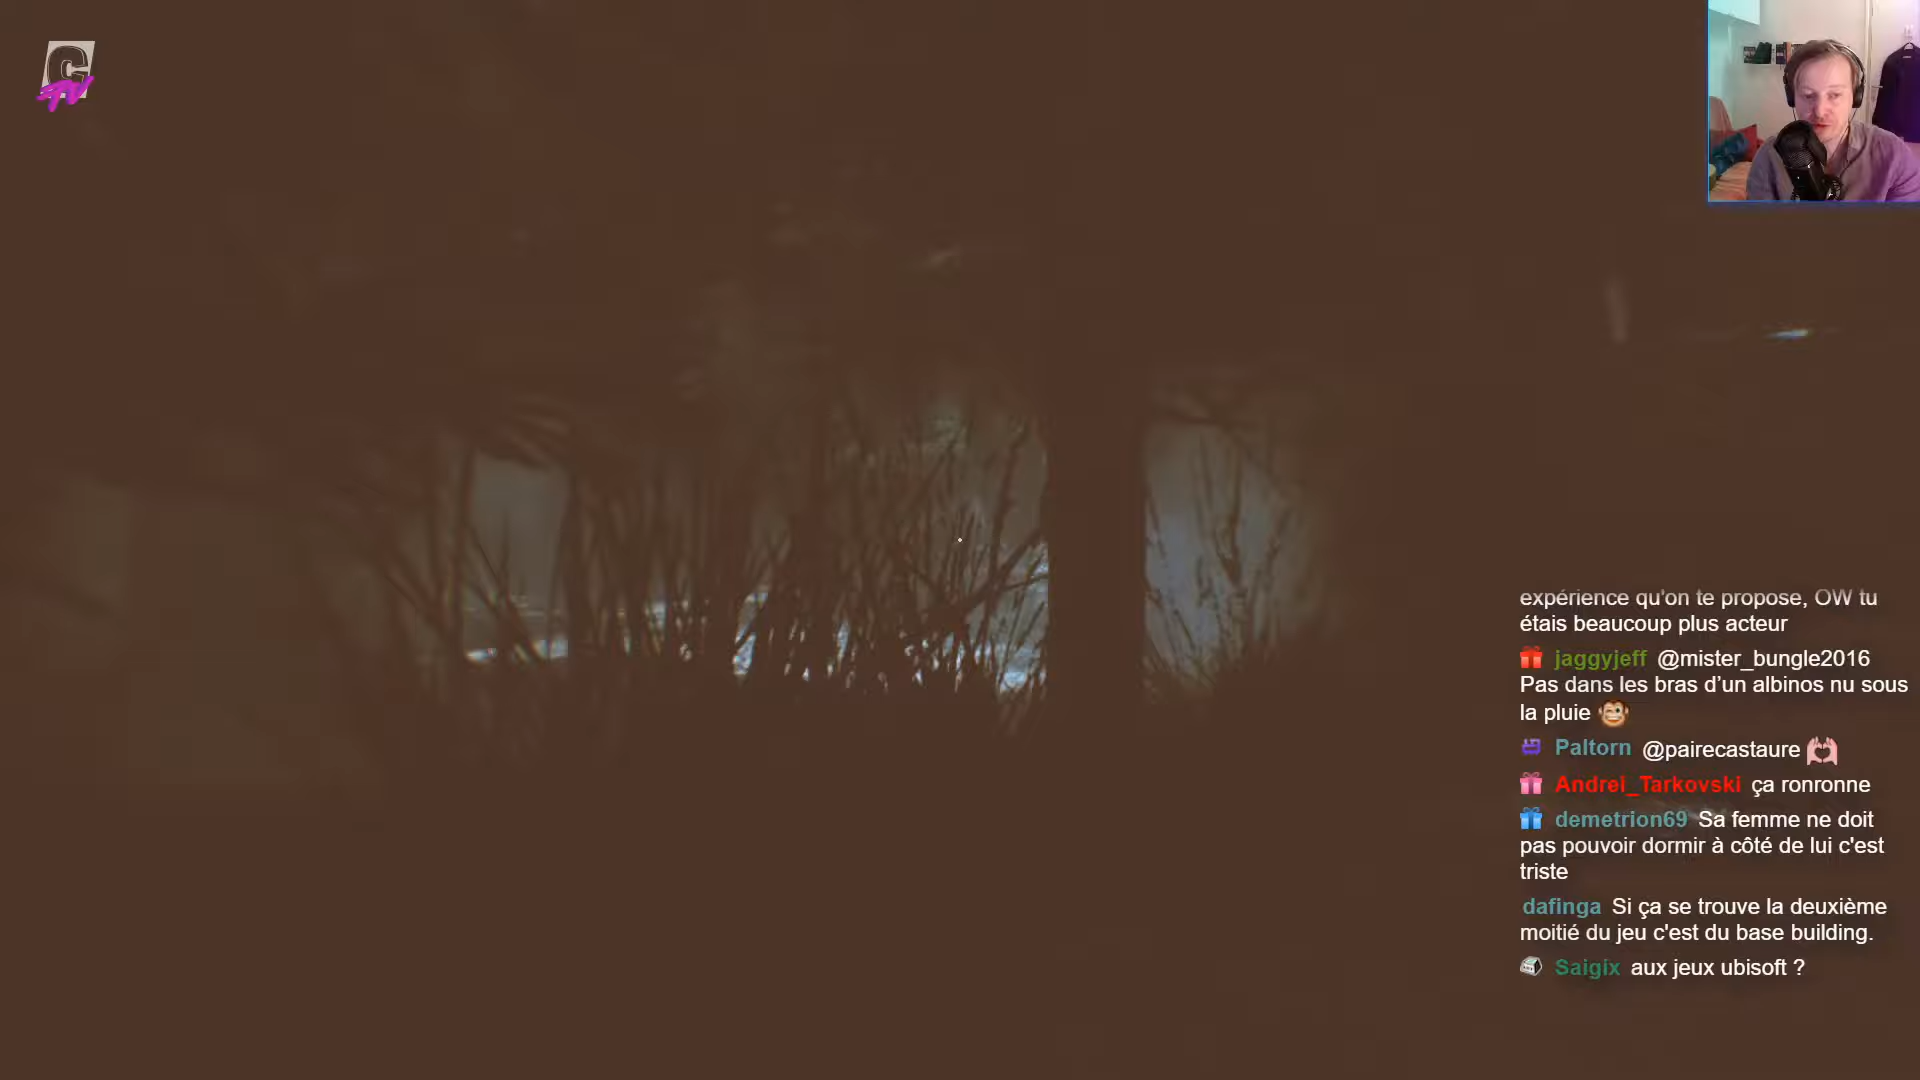 C
TV
expérience qu'on te propose, OW tu
étais beaucoup plus acteur
jaggyjeff @mister_bungle2016
Pas dans les bras d’un albinos nu sous
la pluie
Paltorn @pairecastaure
Andrei_Tarkovski ça ronronne
demetrion69 Sa femme ne doit
pas pouvoir dormir à côté de lui c'est
triste
dafinga Si ça se trouve la deuxième
moitié du jeu c'est du base building.
Saigix aux jeux ubisoft ?